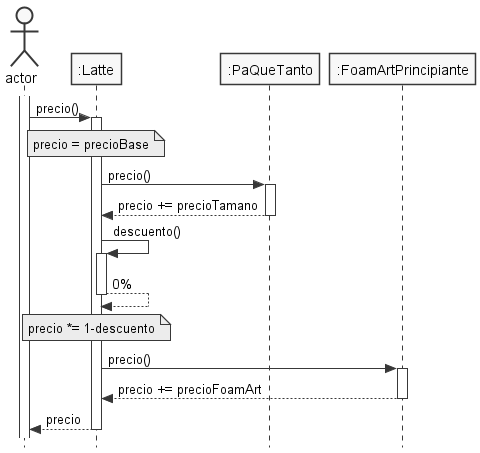 actor
:Latte
:PaQueTanto
:FoamArtPrincipiante
precio()
precio = precioBase
precio()
precio += precioTamano
descuento()
0%
precio *= 1-descuento
precio()
precio += precioFoamArt
precio